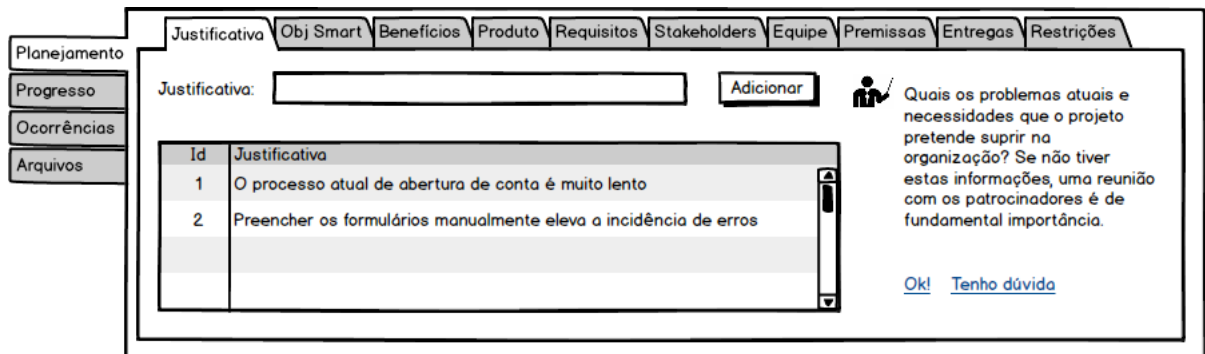 Justificativa Obj Smart Benefícios Produto Requisitos Stakeholders Equipe Premissas Entregas Restrições
Planejamento
Progresso
Ocorrências
Arquivos
Justificativa:
Adicionar
Id Justificativa
1 O processo atual de abertura de conta é muito lento
2 Preencher os formulários manualmente eleva a incidência de erros
Quais os problemas atuais e
necessidades que o projeto
pretende suprir na
organização? Se não tiver
estas informações, uma reunião
com os patrocinadores é de
fundamental importância.
Ok! Tenho dúvida